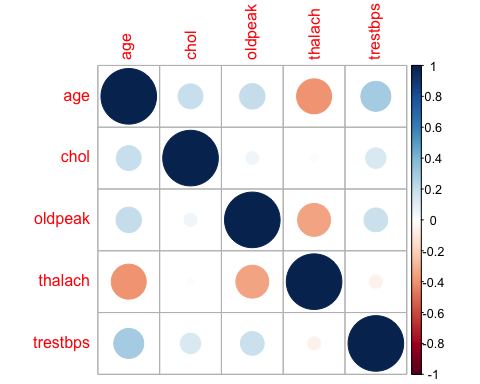 age
chol
oldpeak
thalach
trestbps
age
chol
oldpeak
thalach
trestbps
1
0.8
0.6
0.4
0.2
0
-0.2
-0.4
-0.6
-0.8
-1